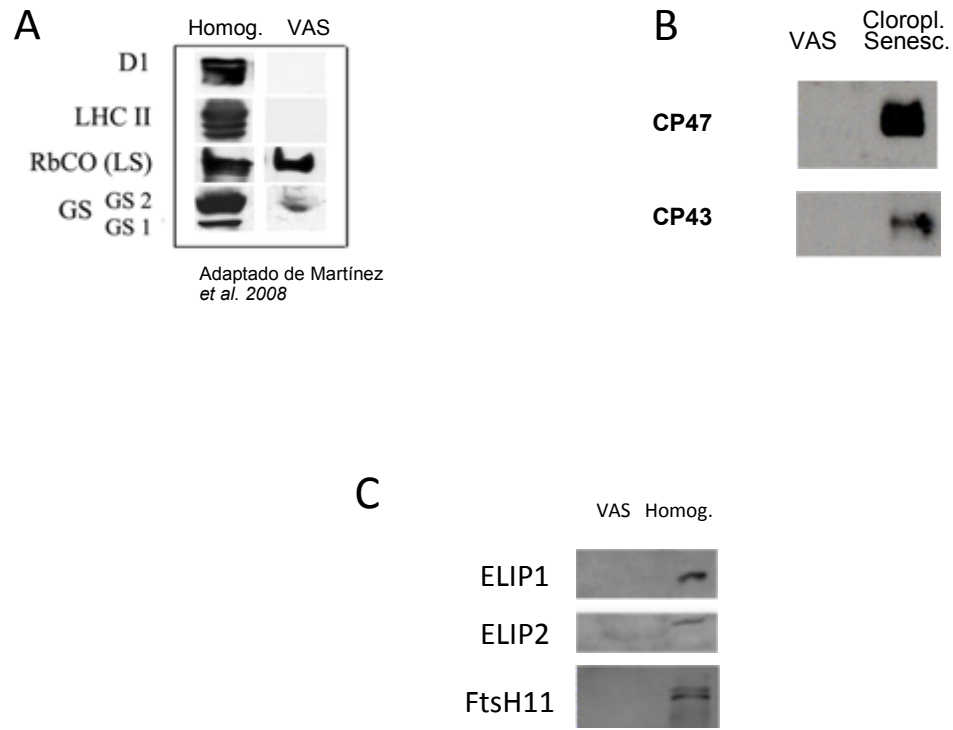 A
Homog. VAS
D1
LHC II
RbCO (LS)
GS GS 2
GS 1
Adaptado de Martínez
et al. 2008
B
VAS Cloropl.
Senesc.
CP47
CP43
C
VAS Homog.
ELIP1
ELIP2
FtsH11